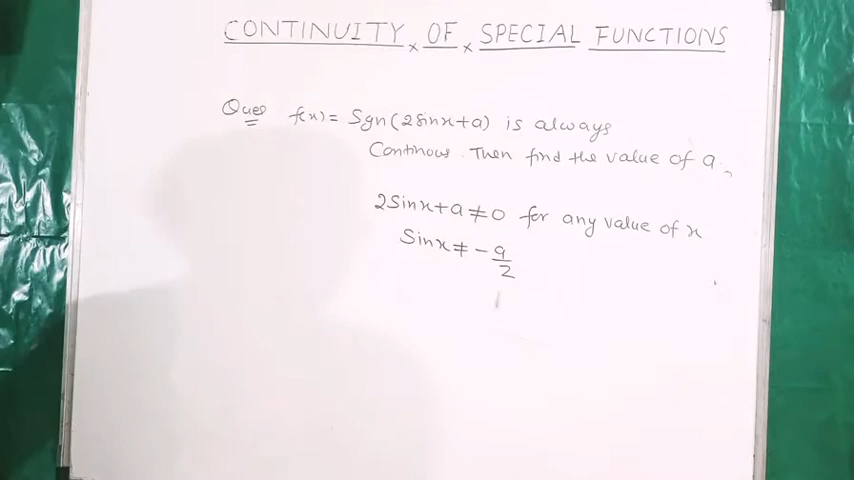 CONTINUITY OF SPECIAL FUNCTIONS
Ques f(x) = Sgn(2sinx+a) is always
Continous. Then find the value of a.
2sinx+a ≠ 0 for any value of x
Sinx ≠ - a/2